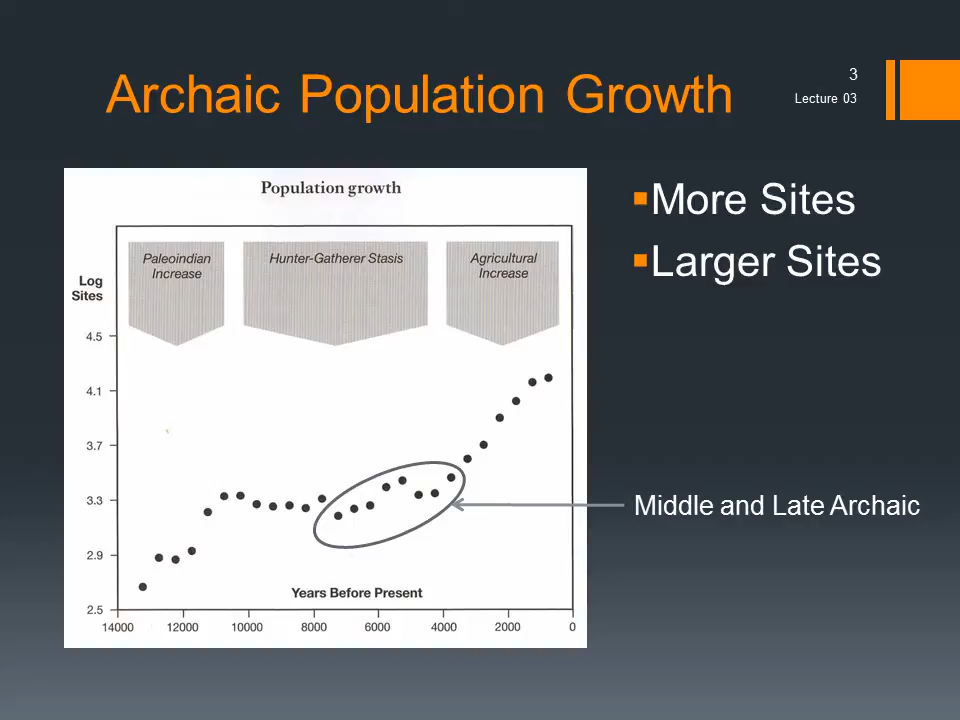 Archaic Population Growth
3
Lecture 03
Population growth
Paleoindian
Increase
Hunter-Gatherer Stasis
Agricultural
Increase
Log
Sites
4.5
4.1
3.7
3.3
2.9
2.5
Years Before Present
14000 12000 10000 8000 6000 4000 2000 0
▪More Sites
▪Larger Sites
Middle and Late Archaic